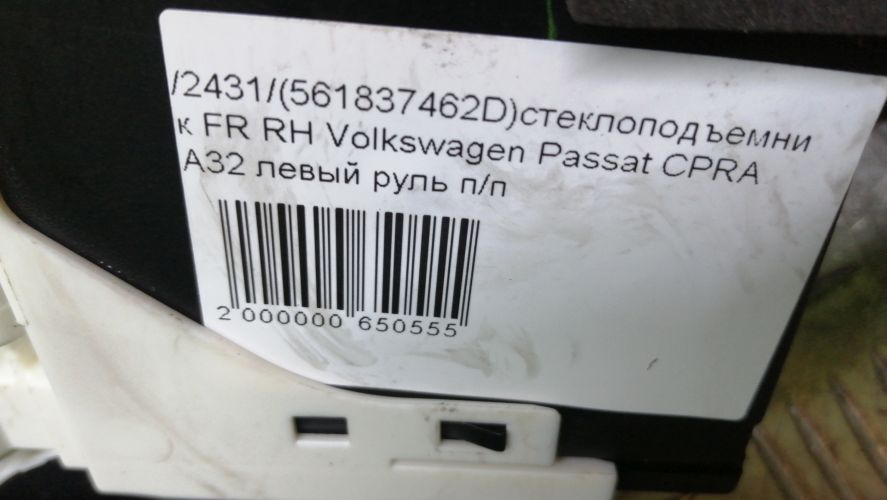 /2431/(561837462D)стеклоподъемни
к FR RH Volkswagen Passat CPRA
A32 левый руль п/п
2 000000 650555